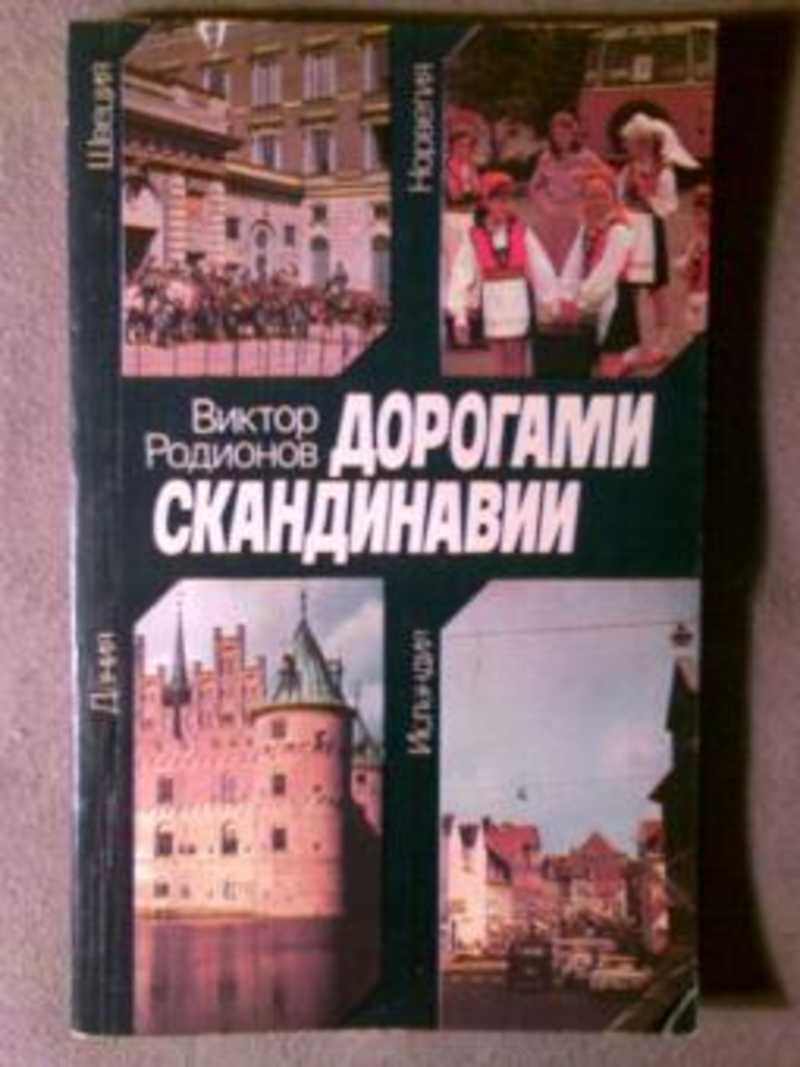 Швеция
Норвегия
Виктор
Родионов
ДОРОГАМИ
СКАНДИНАВИИ
Дания
Исландия